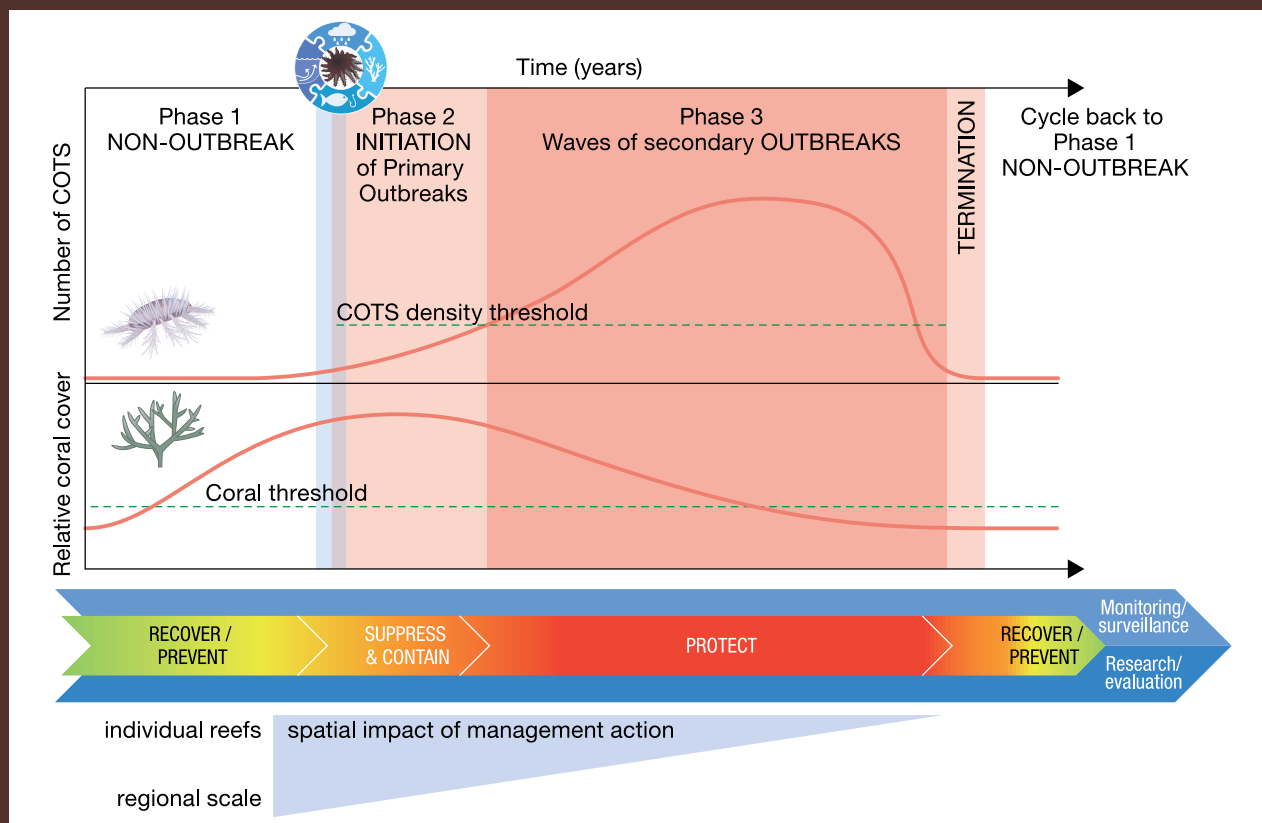 Time (years)
Phase 1
NON-OUTBREAK
Phase 2
INITIATION
of Primary
Outbreaks
Phase 3
Waves of secondary OUTBREAKS
TERMINATION
Cycle back to
Phase 1
NON-OUTBREAK
Number of COTS
COTS density threshold
Relative coral cover
Coral threshold
RECOVER /
PREVENT
SUPPRESS
& CONTAIN
PROTECT
RECOVER /
PREVENT
Monitoring/
surveillance
Research/
evaluation
individual reefs
spatial impact of management action
regional scale